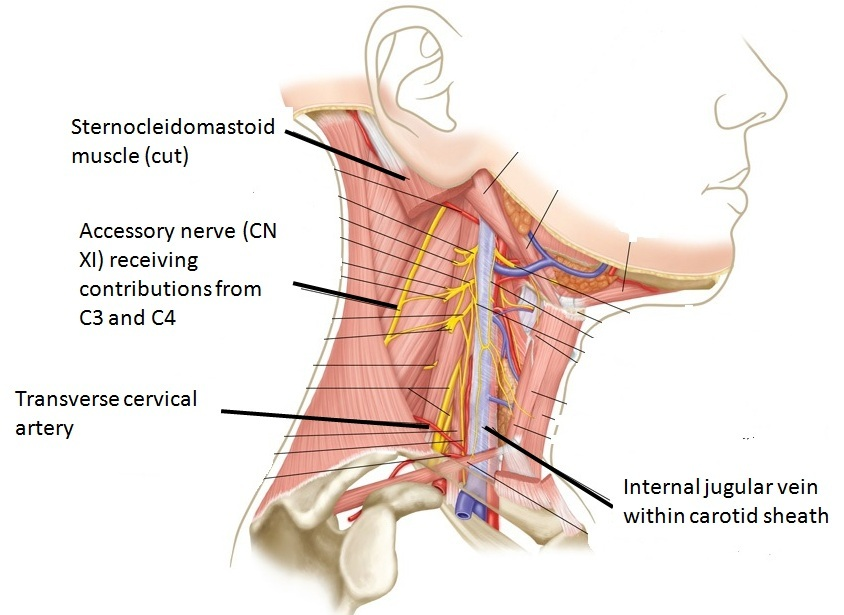 Sternocleidomastoid
muscle (cut)
Accessory nerve (CN
XI) receiving
contributions from
C3 and C4
Transverse cervical
artery
Internal jugular vein
within carotid sheath